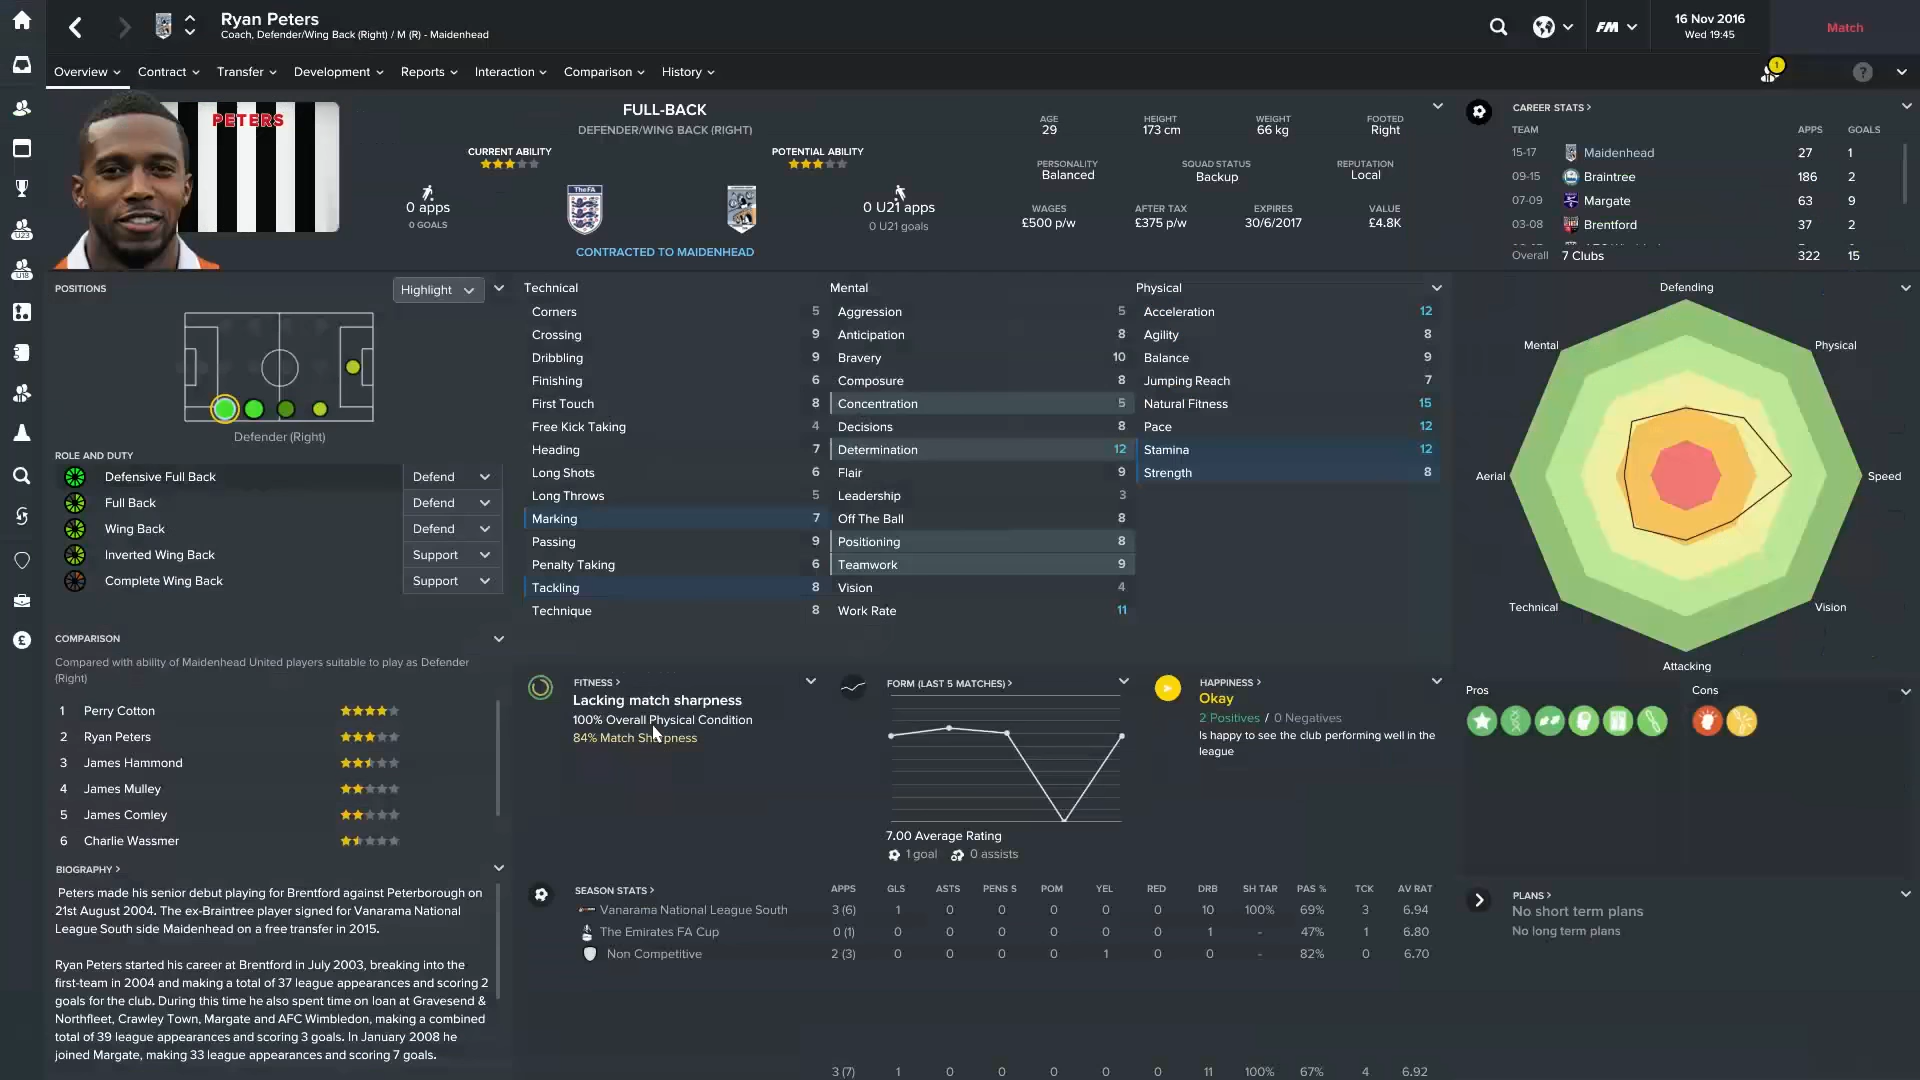 Ryan Peters
Coach, Defender/Wing Back (Right) / M (R) - Maidenhead
FM
16 Nov 2016
Wed 19:45
Match
Overview
Contract
Transfer
Development
Reports
Interaction
Comparison
History
1
?
PETERS
FULL-BACK
DEFENDER/WING BACK (RIGHT)
CURRENT ABILITY
POTENTIAL ABILITY
0 apps
0 GOALS
The FA
0 U21 apps
0 U21 goals
CONTRACTED TO MAIDENHEAD
AGE HEIGHT WEIGHT FOOTED
29 173 cm 66 kg Right
PERSONALITY SQUAD STATUS REPUTATION
Balanced Backup Local
WAGES AFTER TAX EXPIRES VALUE
£500 p/w £375 p/w 30/6/2017 £4.8K
CAREER STATS >
TEAM APPS GOALS
15-17 Maidenhead 27 1
09-15 Braintree 186 2
07-09 Margate 63 9
03-08 Brentford 37 2
Overall 7 Clubs 322 15
U23
U18
POSITIONS
Highlight
Defender (Right)
ROLE AND DUTY
Defensive Full Back Defend
Full Back Defend
Wing Back Defend
Inverted Wing Back Support
Complete Wing Back Support
COMPARISON
Compared with ability of Maidenhead United players suitable to play as Defender
(Right)
1 Perry Cotton
2 Ryan Peters
3 James Hammond
4 James Mulley
5 James Comley
6 Charlie Wassmer
BIOGRAPHY >
Peters made his senior debut playing for Brentford against Peterborough on
21st August 2004. The ex-Braintree player signed for Vanarama National
League South side Maidenhead on a free transfer in 2015.
Ryan Peters started his career at Brentford in July 2003, breaking into the
first-team in 2004 and making a total of 37 league appearances and scoring 2
goals for the club. During this time he also spent time on loan at Gravesend &
Northfleet, Crawley Town, Margate and AFC Wimbledon, making a combined
total of 39 league appearances and scoring 3 goals. In January 2008 he
joined Margate, making 33 league appearances and scoring 7 goals.
Technical
Corners 5
Crossing 9
Dribbling 9
Finishing 6
First Touch 8
Free Kick Taking 4
Heading 7
Long Shots 6
Long Throws 5
Marking 7
Passing 9
Penalty Taking 6
Tackling 8
Technique 8
Mental
Aggression 5
Anticipation 8
Bravery 10
Composure 8
Concentration 5
Decisions 8
Determination 12
Flair 9
Leadership 3
Off The Ball 8
Positioning 8
Teamwork 9
Vision 4
Work Rate 11
Physical
Acceleration 12
Agility 8
Balance 9
Jumping Reach 7
Natural Fitness 15
Pace 12
Stamina 12
Strength 8
Defending
Mental
Physical
Aerial
Speed
Technical
Vision
Attacking
FITNESS >
Lacking match sharpness
100% Overall Physical Condition
84% Match Sharpness
FORM (LAST 5 MATCHES) >
7.00 Average Rating
1 goal 0 assists
HAPPINESS >
Okay
2 Positives / 0 Negatives
Is happy to see the club performing well in the
league
Pros
Cons
SEASON STATS > APPS GLS ASTS PENS S POM YEL RED DRB SH TAR PAS % TCK AV RAT
Vanarama National League South 3 (6) 1 0 0 0 0 0 10 100% 69% 3 6.94
The Emirates FA Cup 0 (1) 0 0 0 0 0 0 1 - 47% 1 6.80
Non Competitive 2 (3) 0 0 0 0 1 0 0 - 82% 0 6.70
3 (7) 1 0 0 0 0 0 11 100% 67% 4 6.92
PLANS >
No short term plans
No long term plans